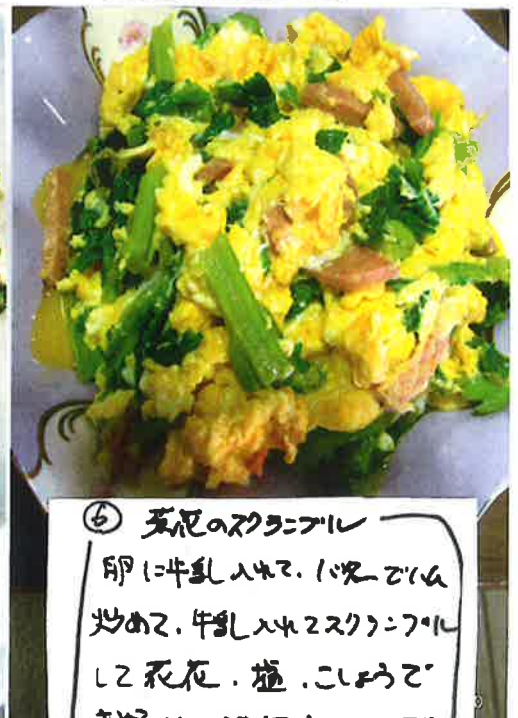 ⑥ 菜花のスクランブル
卵に牛乳入れて、バターでハム
炒めて、牛乳入れてスクランブル
して菜花、塩、こしょうで